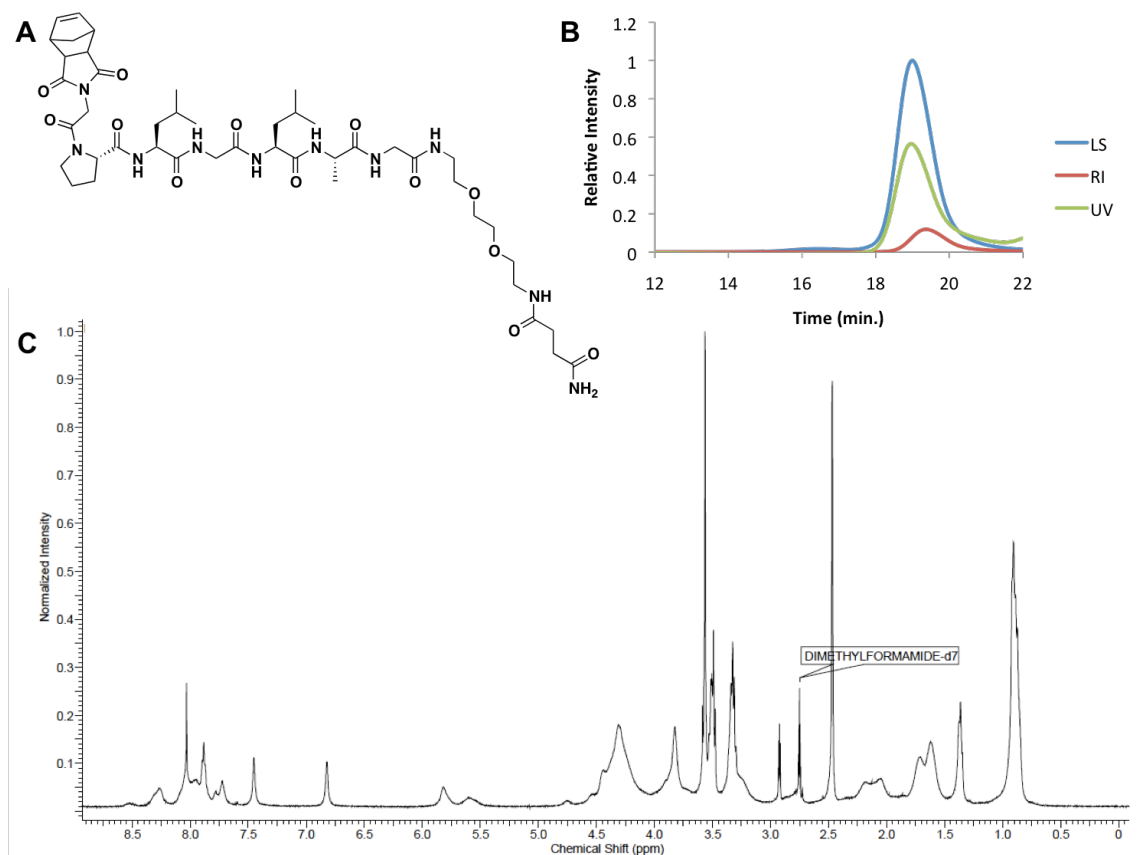 A
O
O
N
O
O
N
O
H
N
O
H
N
O
N
H
O
H
N
O
N
H
O
H
N
O
O
NH
O
O
NH₂
B
1.2
1
0.8
0.6
0.4
0.2
0
Relative Intensity
12 14 16 18 20 22
Time (min.)
LS
RI
UV
C
1.0
0.9
0.8
0.7
0.6
0.5
0.4
0.3
0.2
0.1
Normalized Intensity
DIMETHYLFORMAMIDE-d7
8.5 8.0 7.5 7.0 6.5 6.0 5.5 5.0 4.5 4.0 3.5 3.0 2.5 2.0 1.5 1.0 0.5 0
Chemical Shift (ppm)